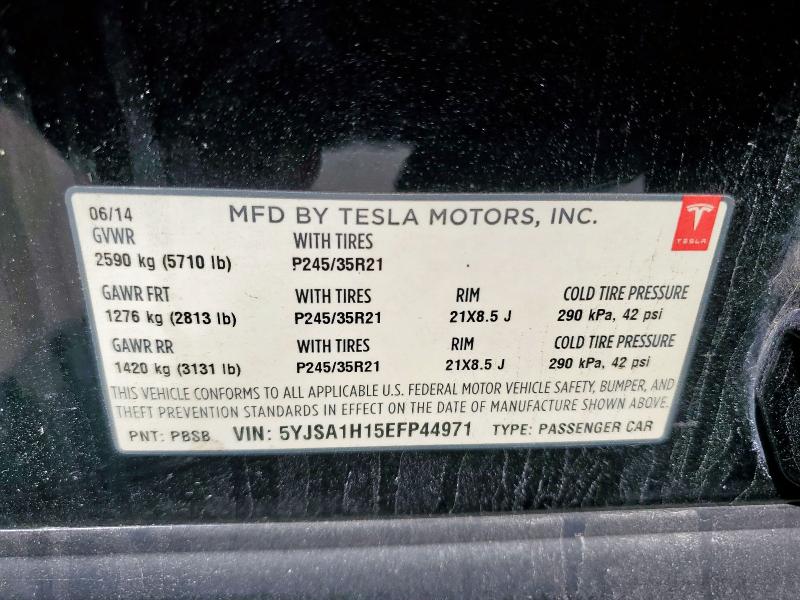 06/14 MFD BY TESLA MOTORS, INC.
GVWR WITH TIRES
2590 kg (5710 lb) P245/35R21
TESLA
GAWR FRT WITH TIRES RIM COLD TIRE PRESSURE
1276 kg (2813 lb) P245/35R21 21X8.5 J 290 kPa, 42 psi
GAWR RR WITH TIRES RIM COLD TIRE PRESSURE
1420 kg (3131 lb) P245/35R21 21X8.5 J 290 kPa, 42 psi
THIS VEHICLE CONFORMS TO ALL APPLICABLE U.S. FEDERAL MOTOR VEHICLE SAFETY, BUMPER, AND
THEFT PREVENTION STANDARDS IN EFFECT ON THE DATE OF MANUFACTURE SHOWN ABOVE.
PNT: PBSB VIN: 5YJSA1H15EFP44971 TYPE: PASSENGER CAR